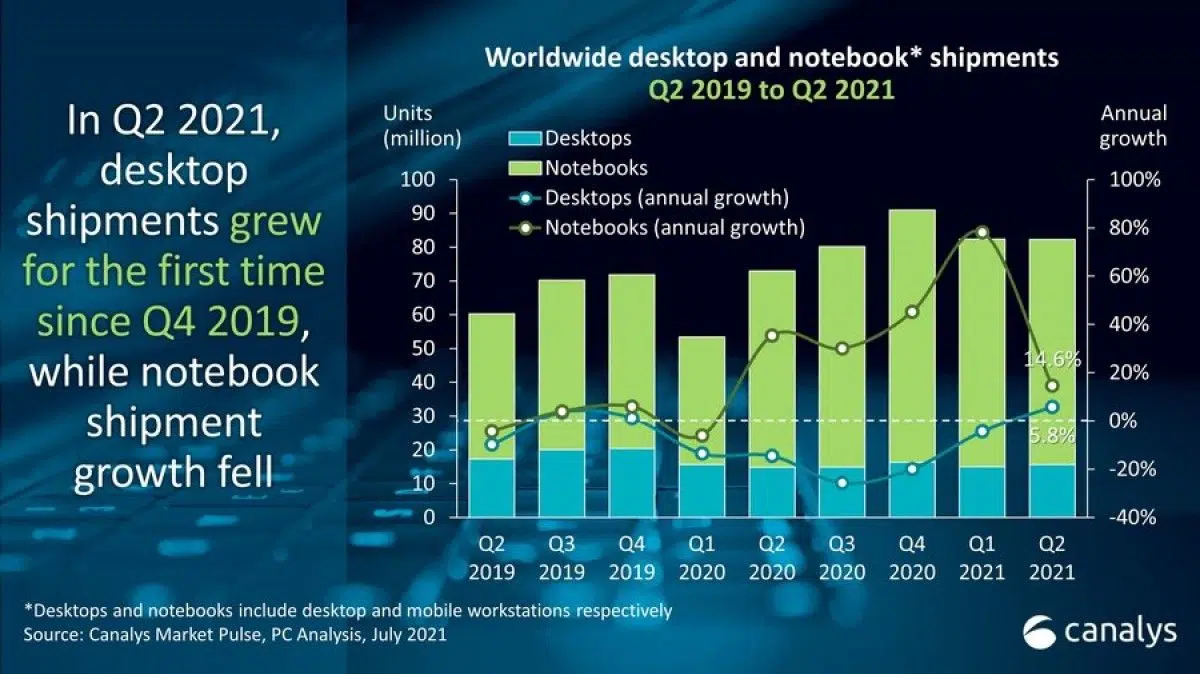 In Q2 2021,
desktop
shipments grew
for the first time
since Q4 2019,
while notebook
shipment
growth fell
Worldwide desktop and notebook* shipments
Q2 2019 to Q2 2021
Units
(million)
Annual
growth
Desktops
Notebooks
Desktops (annual growth)
Notebooks (annual growth)
100
90
80
70
60
50
40
30
20
10
0
100%
80%
60%
40%
20%
0%
-20%
-40%
14.6%
5.8%
Q2 2019
Q3 2019
Q4 2019
Q1 2020
Q2 2020
Q3 2020
Q4 2020
Q1 2021
Q2 2021
*Desktops and notebooks include desktop and mobile workstations respectively
Source: Canalys Market Pulse, PC Analysis, July 2021
canalys